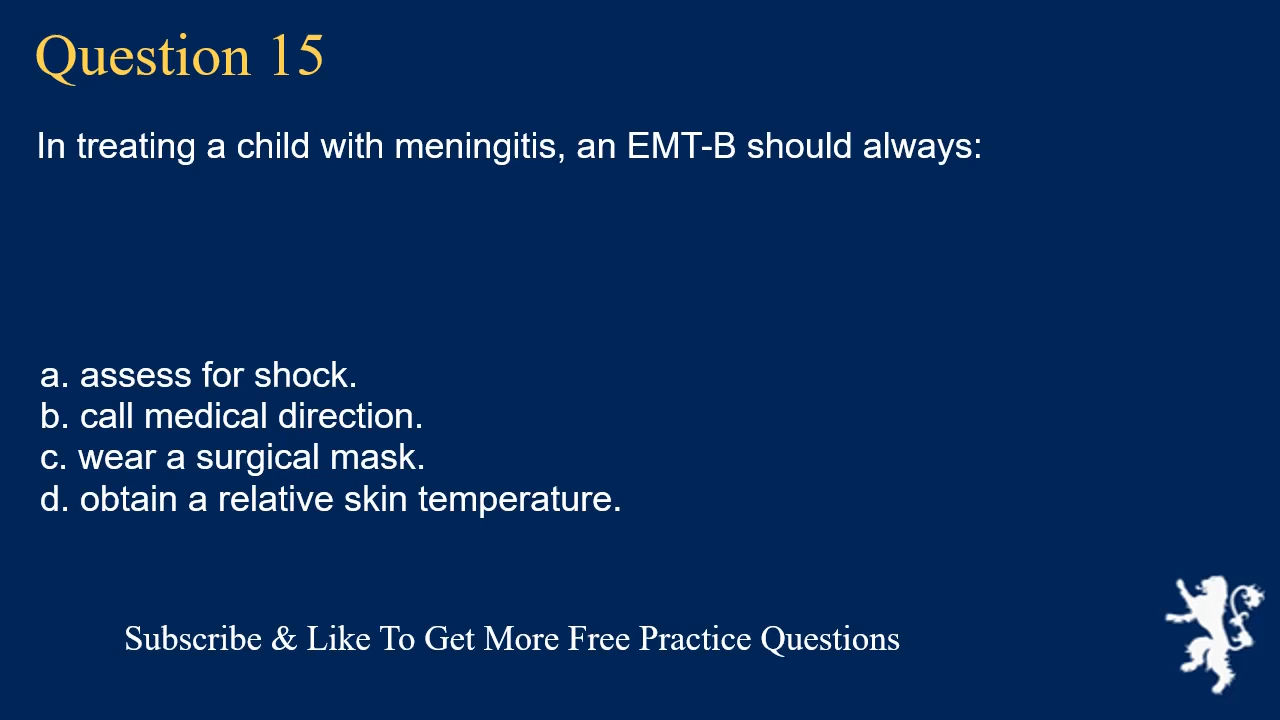 Question 15
In treating a child with meningitis, an EMT-B should always:
a. assess for shock.
b. call medical direction.
c. wear a surgical mask.
d. obtain a relative skin temperature.
Subscribe & Like To Get More Free Practice Questions